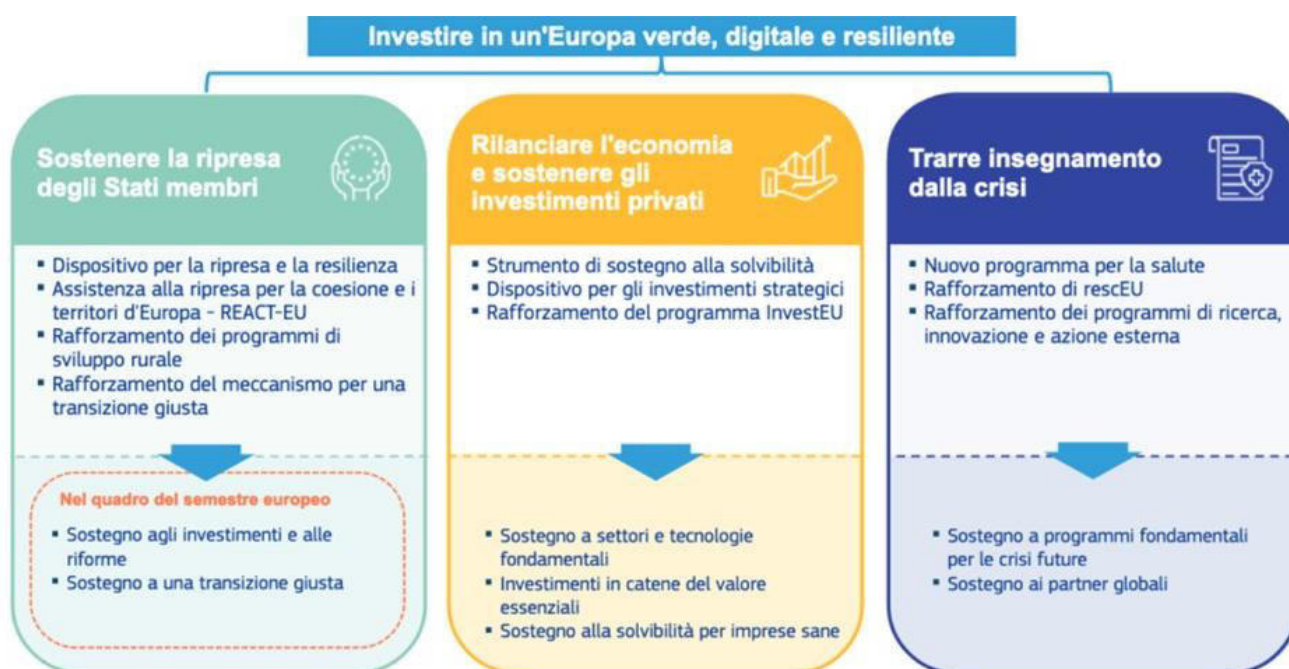 Investire in un'Europa verde, digitale e resiliente
Sostenere la ripresa
degli Stati membri
▪ Dispositivo per la ripresa e la resilienza
▪ Assistenza alla ripresa per la coesione e i
territori d'Europa – REACT-EU
▪ Rafforzamento dei programmi di
sviluppo rurale
▪ Rafforzamento del meccanismo per una
transizione giusta
Nel quadro del semestre europeo
▪ Sostegno agli investimenti e alle
riforme
▪ Sostegno a una transizione giusta
Rilanciare l'economia
e sostenere gli
investimenti privati
▪ Strumento di sostegno alla solvibilità
▪ Dispositivo per gli investimenti strategici
▪ Rafforzamento del programma InvestEU
▪ Sostegno a settori e tecnologie
fondamentali
▪ Investimenti in catene del valore
essenziali
▪ Sostegno alla solvibilità per imprese sane
Trarre insegnamento
dalla crisi
▪ Nuovo programma per la salute
▪ Rafforzamento di rescEU
▪ Rafforzamento dei programmi di ricerca,
innovazione e azione esterna
▪ Sostegno a programmi fondamentali
per le crisi future
▪ Sostegno ai partner globali